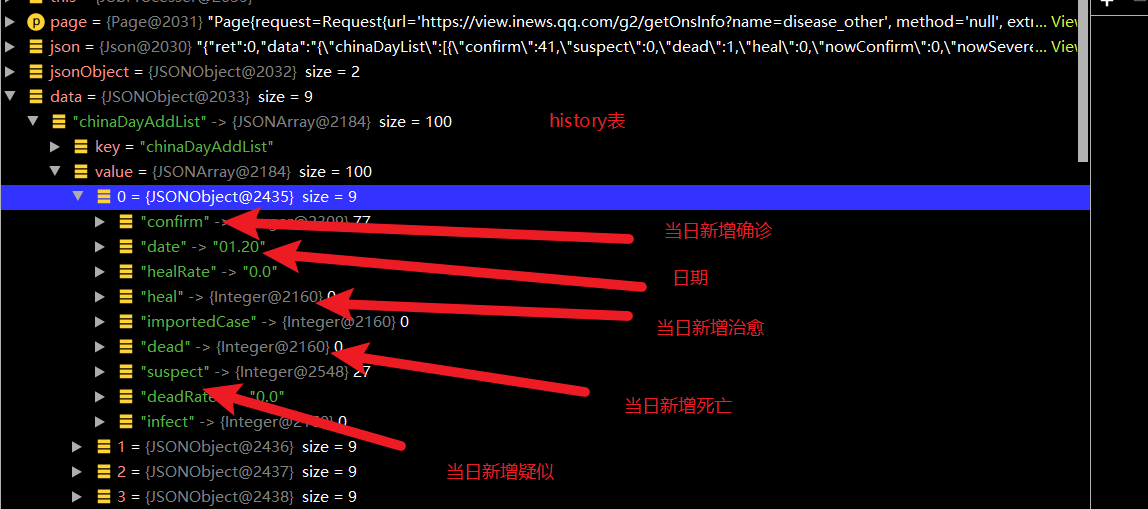 this = {JobProcessor@2035}
page = {Page@2031} "Page{request=Request{url='https://view.inews.qq.com/g2/getOnsInfo?name=disease_other', method='null', extr... View
json = {Json@2030} "{"ret":0,"data":"{\"chinaDayList\":[{\"confirm\":41,\"suspect\":0,\"dead\":1,\"heal\":0,\"nowConfirm\":0,\"nowSevere... View
jsonObject = {JSONObject@2032} size = 2
data = {JSONObject@2033} size = 9
"chinaDayAddList" -> {JSONArray@2184} size = 100
history表
key = "chinaDayAddList"
value = {JSONArray@2184} size = 100
0 = {JSONObject@2435} size = 9
"confirm" -> {Integer@2309} 77
当日新增确诊
"date" -> "01.20"
"healRate" -> "0.0"
日期
"heal" -> {Integer@2160} 0
"importedCase" -> {Integer@2160} 0
当日新增治愈
"dead" -> {Integer@2160} 0
"suspect" -> {Integer@2548} 27
"deadRate" "0.0"
当日新增死亡
"infect" -> {Integer@2160} 0
1 = {JSONObject@2436} size = 9
2 = {JSONObject@2437} size = 9
当日新增疑似
3 = {JSONObject@2438} size = 9